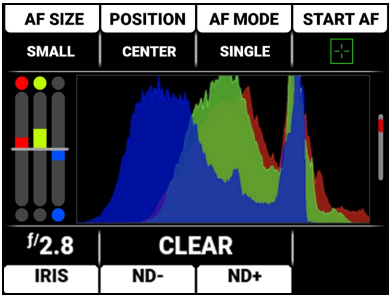 AF SIZE POSITION AF MODE START AF
SMALL CENTER SINGLE
f/2.8 CLEAR
IRIS ND- ND+